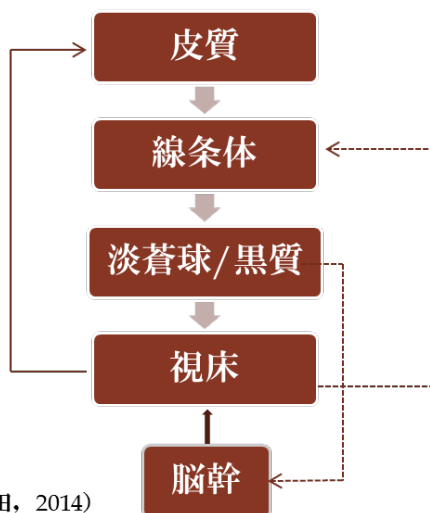 皮質
線条体
淡蒼球/黒質
視床
脳幹
田，2014）